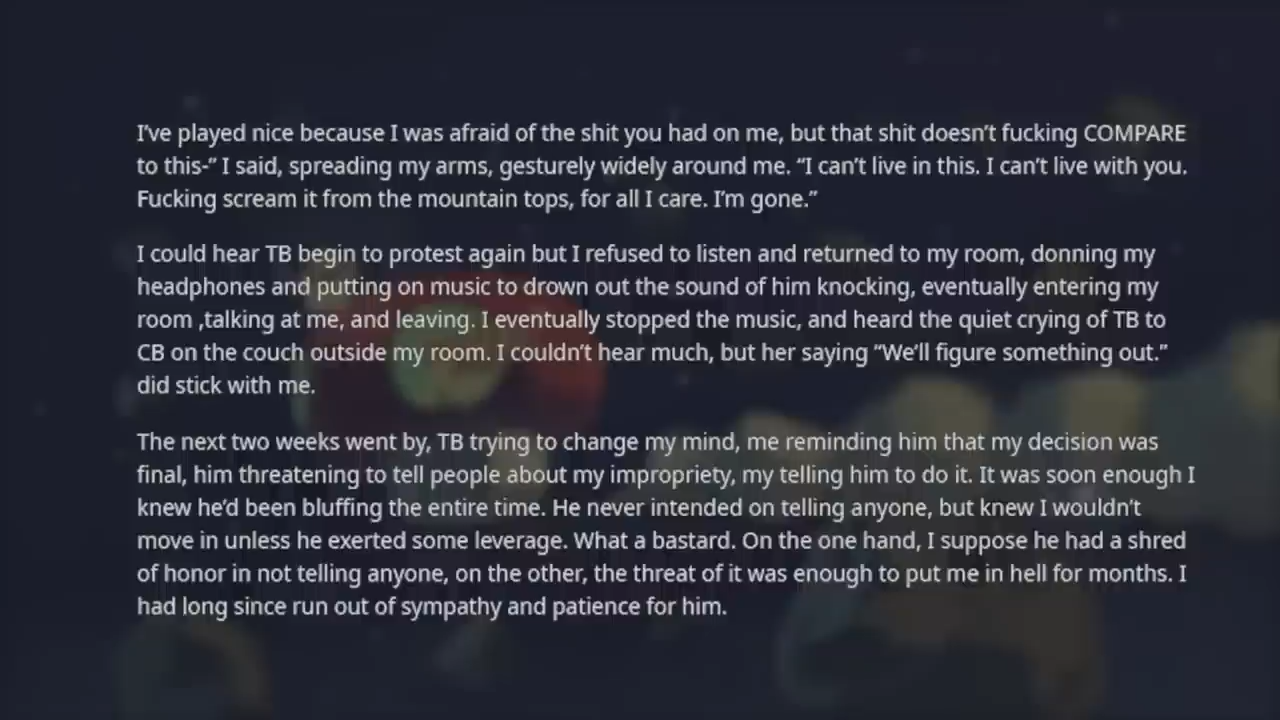 I’ve played nice because I was afraid of the shit you had on me, but that shit doesn’t fucking COMPARE
to this-” I said, spreading my arms, gesturely widely around me. “I can’t live in this. I can’t live with you.
Fucking scream it from the mountain tops, for all I care. I’m gone.”
I could hear TB begin to protest again but I refused to listen and returned to my room, donning my
headphones and putting on music to drown out the sound of him knocking, eventually entering my
room ,talking at me, and leaving. I eventually stopped the music, and heard the quiet crying of TB to
CB on the couch outside my room. I couldn’t hear much, but her saying “We’ll figure something out.”
did stick with me.
The next two weeks went by, TB trying to change my mind, me reminding him that my decision was
final, him threatening to tell people about my impropriety, my telling him to do it. It was soon enough I
knew he’d been bluffing the entire time. He never intended on telling anyone, but knew I wouldn’t
move in unless he exerted some leverage. What a bastard. On the one hand, I suppose he had a shred
of honor in not telling anyone, on the other, the threat of it was enough to put me in hell for months. I
had long since run out of sympathy and patience for him.